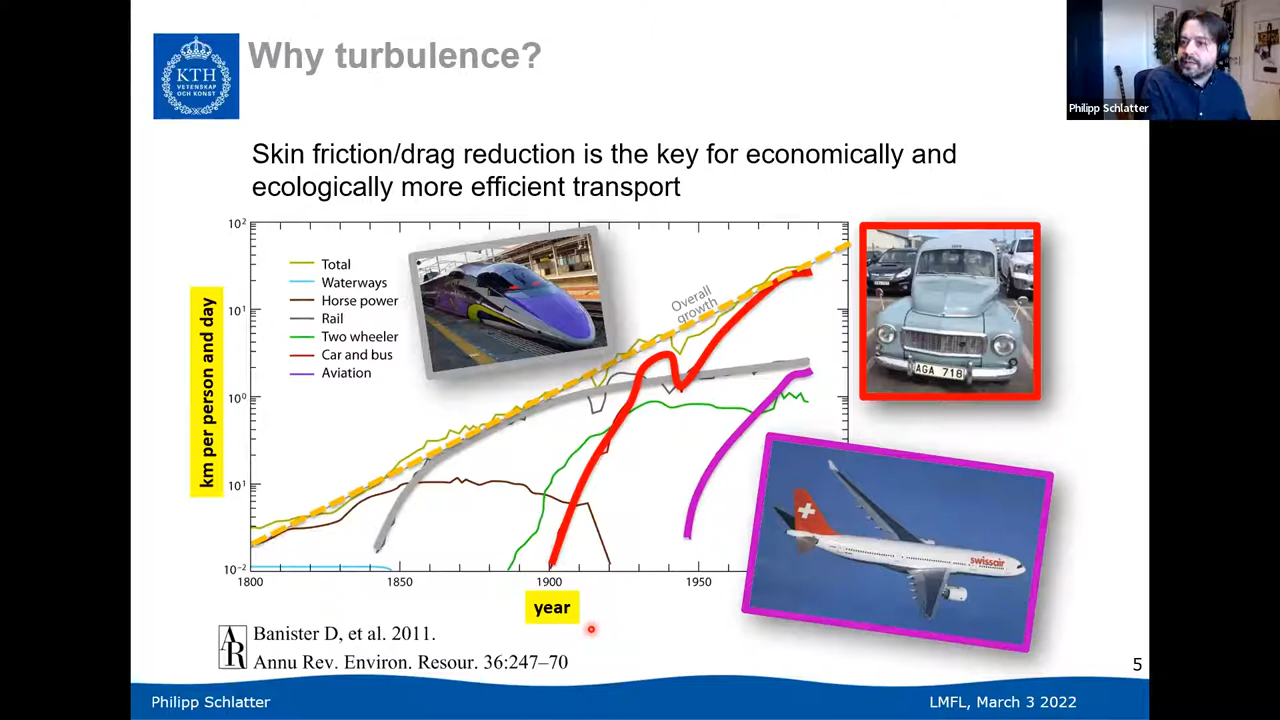 KTH
VETENSKAP
OCH KONST
Why turbulence?
Philipp Schlatter
Skin friction/drag reduction is the key for economically and
ecologically more efficient transport
10²
10¹
10⁰
10¹
10⁻²
km per person and day
Total
Waterways
Horse power
Rail
Two wheeler
Car and bus
Aviation
Overall
growth
AGA 718
swissair
1800
1850
1900
1950
year
AR
Banister D, et al. 2011.
Annu Rev. Environ. Resour. 36:247–70
5
Philipp Schlatter
LMFL, March 3 2022